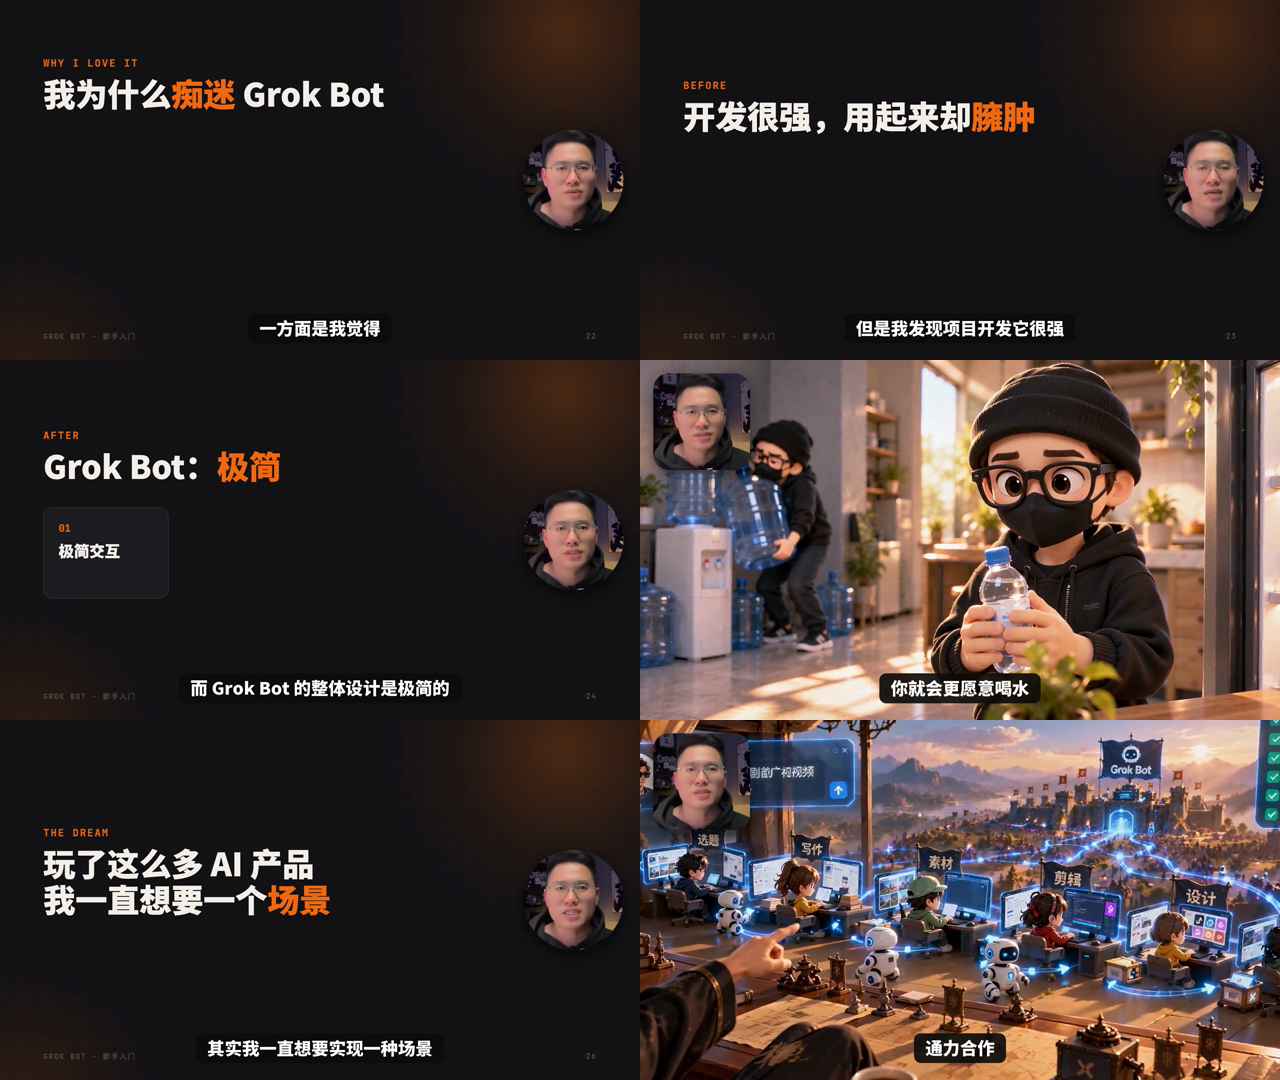 WHY I LOVE IT
我为什么痴迷 Grok Bot
一方面是我觉得
GROK BOT · 新手入门
22
BEFORE
开发很强，用起来却臃肿
但是我发现项目开发它很强
GROK BOT · 新手入门
23
AFTER
Grok Bot：极简
01
极简交互
而 Grok Bot 的整体设计是极简的
GROK BOT · 新手入门
24
你就会更愿意喝水
THE DREAM
玩了这么多 AI 产品
我一直想要一个场景
其实我一直想要实现一种场景
GROK BOT · 新手入门
26
Grok Bot
选题
写作
素材
剪辑
设计
通力合作